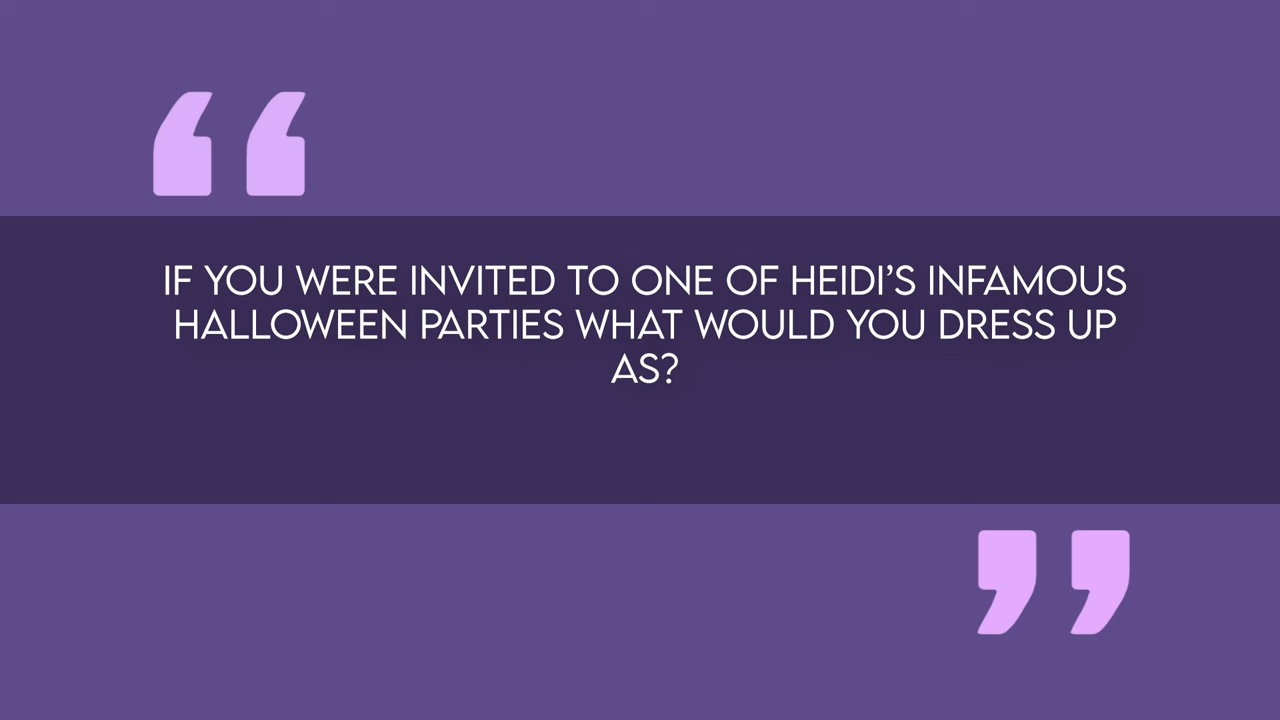 IF YOU WERE INVITED TO ONE OF HEIDI’S INFAMOUS
HALLOWEEN PARTIES WHAT WOULD YOU DRESS UP
AS?